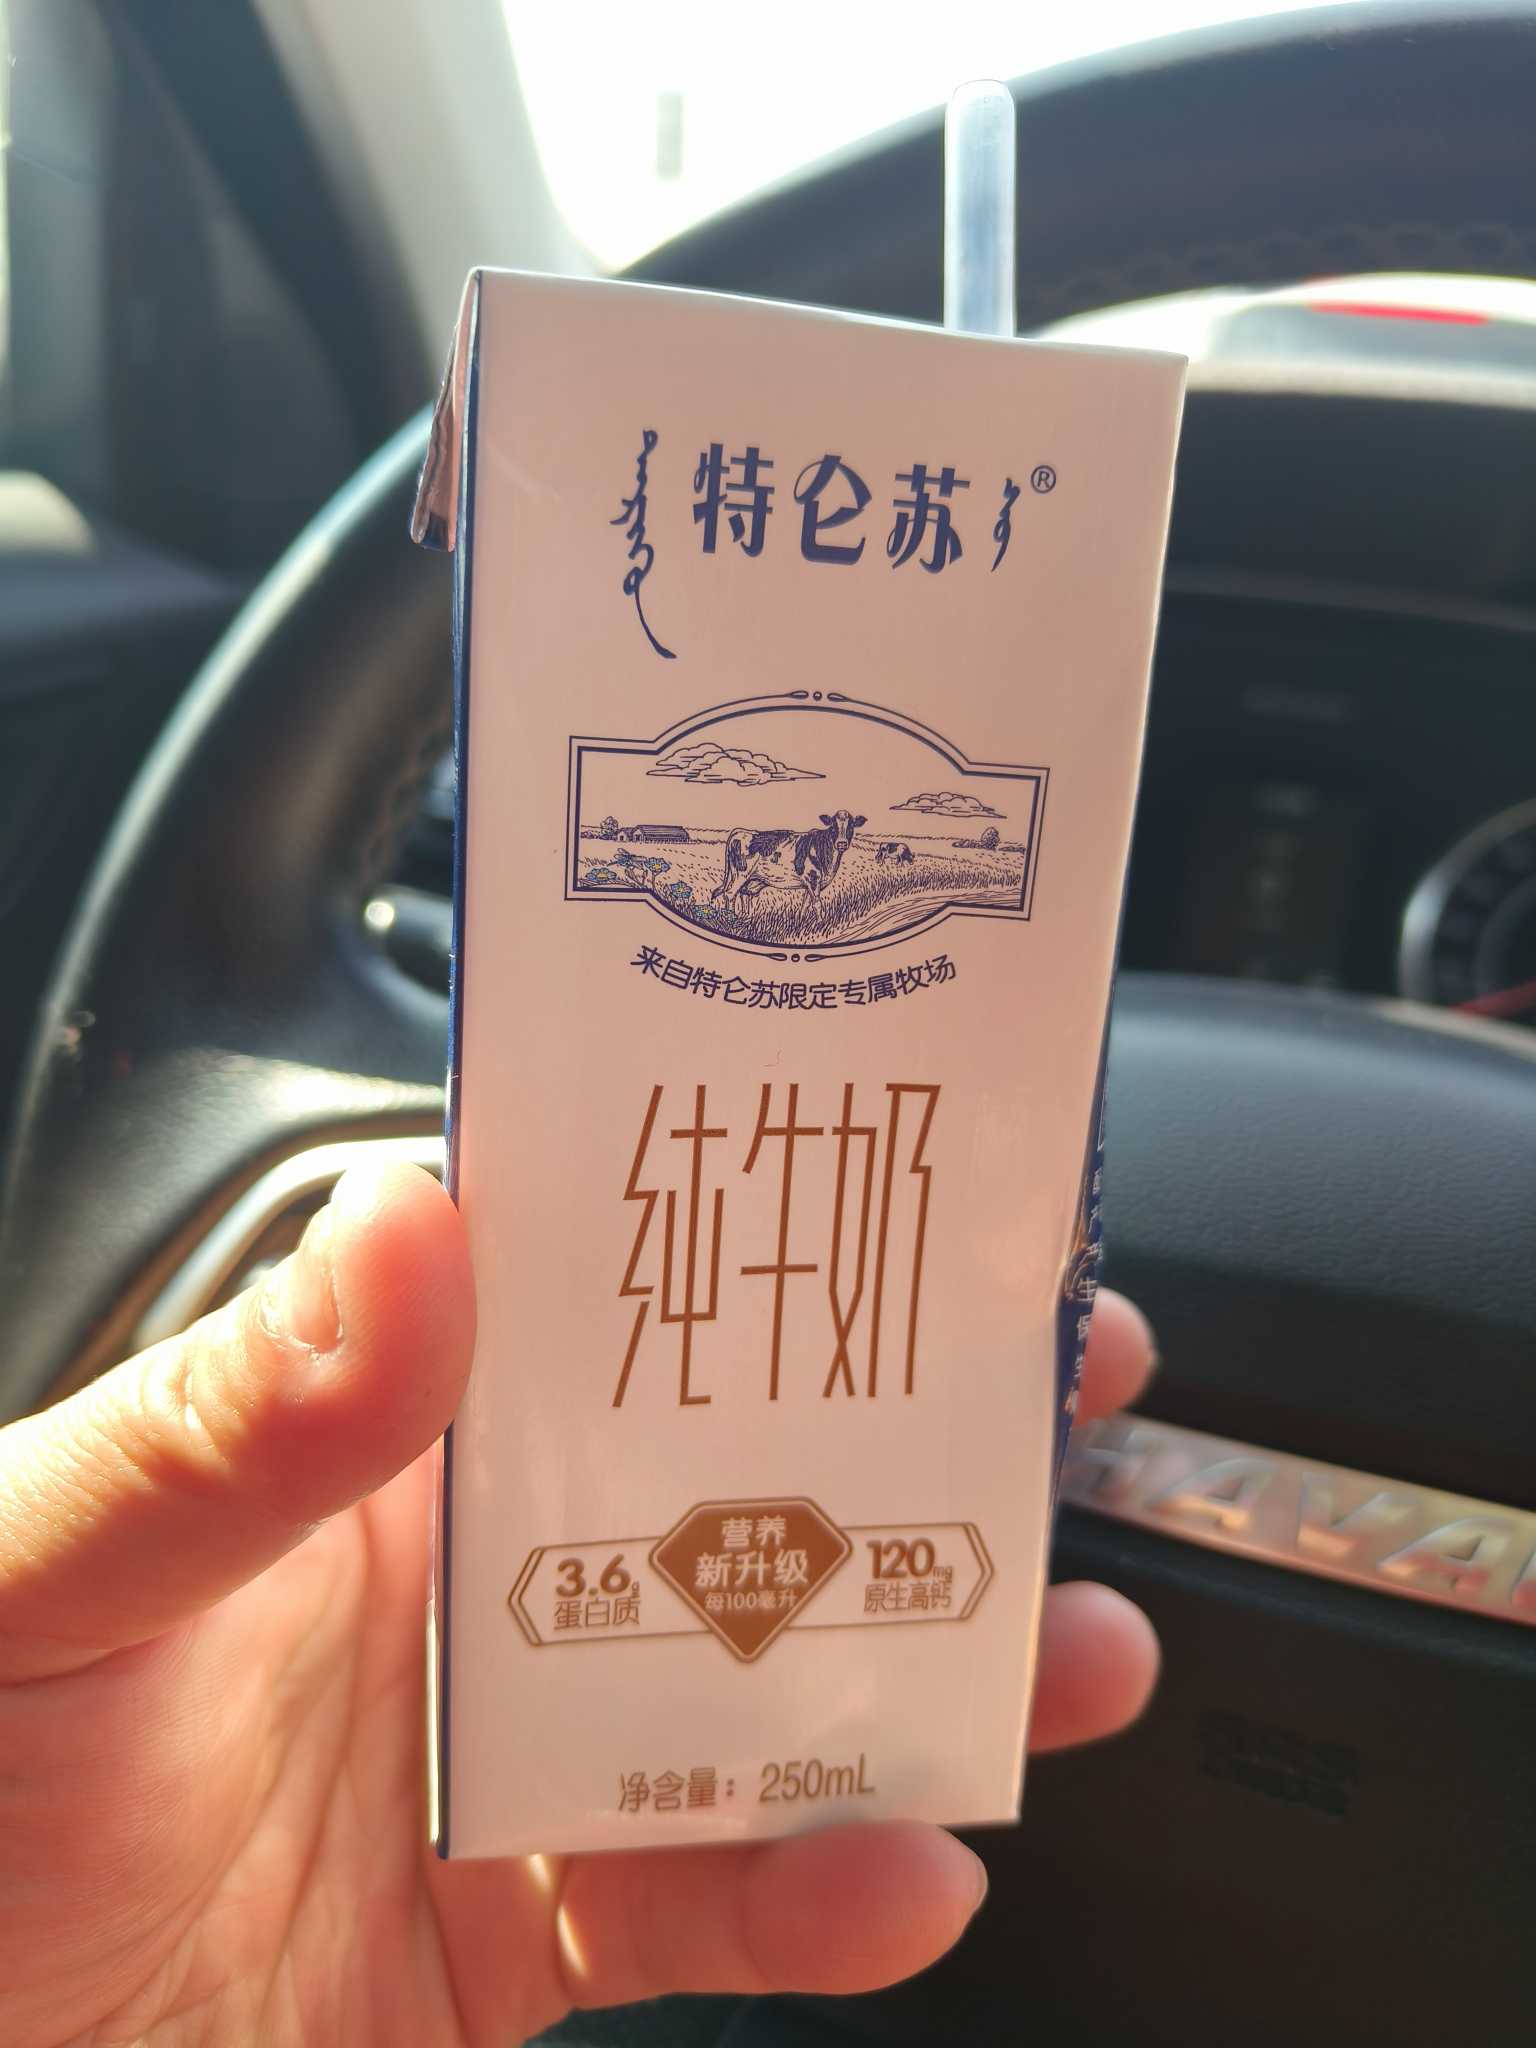 特仑苏®
来自特仑苏限定专属牧场
纯牛奶
营养
新升级
每100毫升
3.6g
蛋白质
120mg
原生高钙
净含量：250mL
HAVA